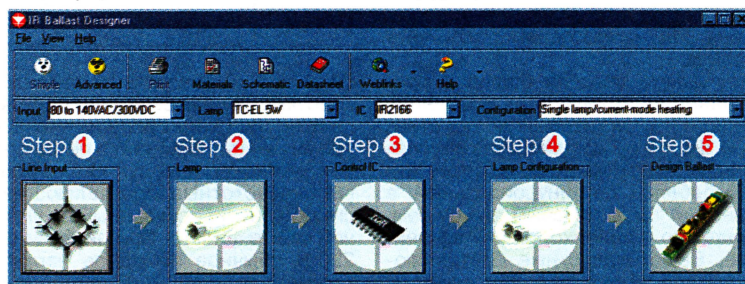 IR Ballast Designer
File View Help
Simple Advanced Print Materials Schematic Datasheet Weblinks Help
Input 80 to 140VAC/300VDC Lamp TC-EL 5W IC IR2166 Configuration Single lamp/current-mode heating
Step 1 Step 2 Step 3 Step 4 Step 5
Line Input Lamp Control IC Lamp Configuration Design Ballast